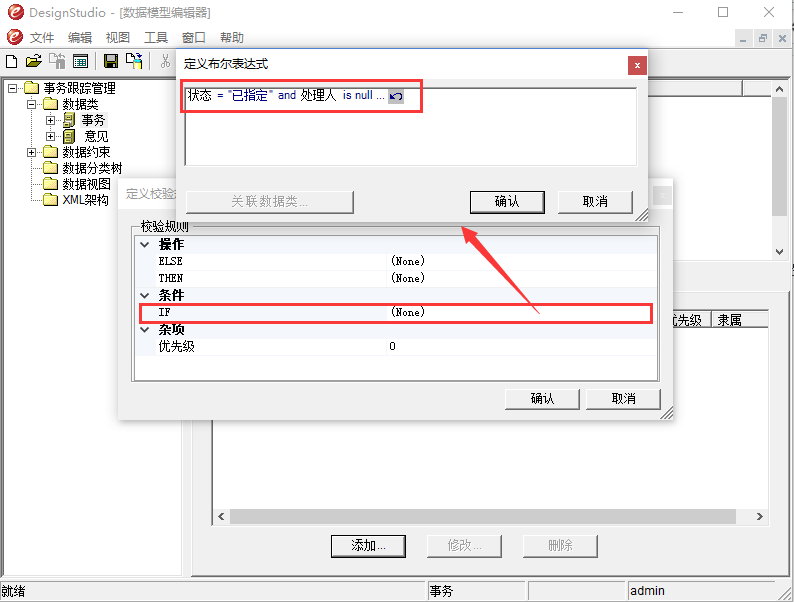 DesignStudio - [数据模型编辑器]
文件 编辑 视图 工具 窗口 帮助
定义布尔表达式
状态 = "已指定" and 处理人 is null ...
关联数据类... 确认 取消
事务跟踪管理
数据类
事务
意见
数据约束
数据分类树
数据视图
XML架构
定义校验
校验规则
操作
ELSE (None)
THEN (None)
条件
IF (None)
杂项
优先级 0
确认 取消
优先级 隶属
添加... 修改... 删除
就绪 事务 admin